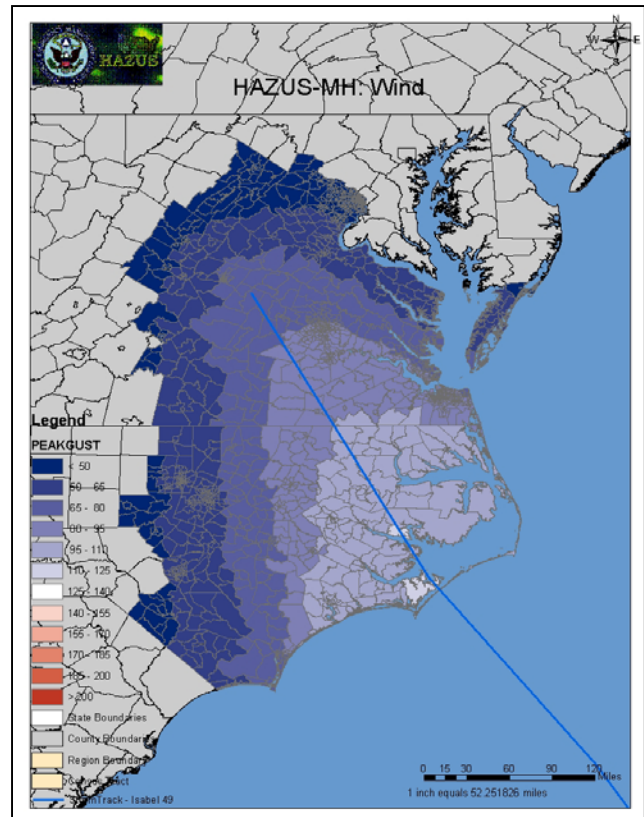 N
W E
S
HAZUS
HAZUS-MH: Wind
Legend
PEAKGUST
< 50
50 - 65
65 - 80
80 - 95
95 - 110
110 - 125
125 - 140
140 - 155
155 - 170
170 - 185
185 - 200
>200
State Boundaries
County Boundaries
Region Boundary
Census Tract
StormTrack - Isabel 49
0 15 30 60 90 120
Miles
1 inch equals 52.251826 miles